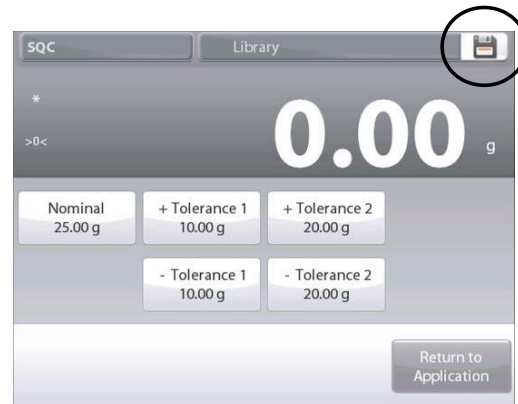 SQC
Library
*
>0<
0.00 g
Nominal
25.00 g
+ Tolerance 1
10.00 g
+ Tolerance 2
20.00 g
- Tolerance 1
10.00 g
- Tolerance 2
20.00 g
Return to
Application